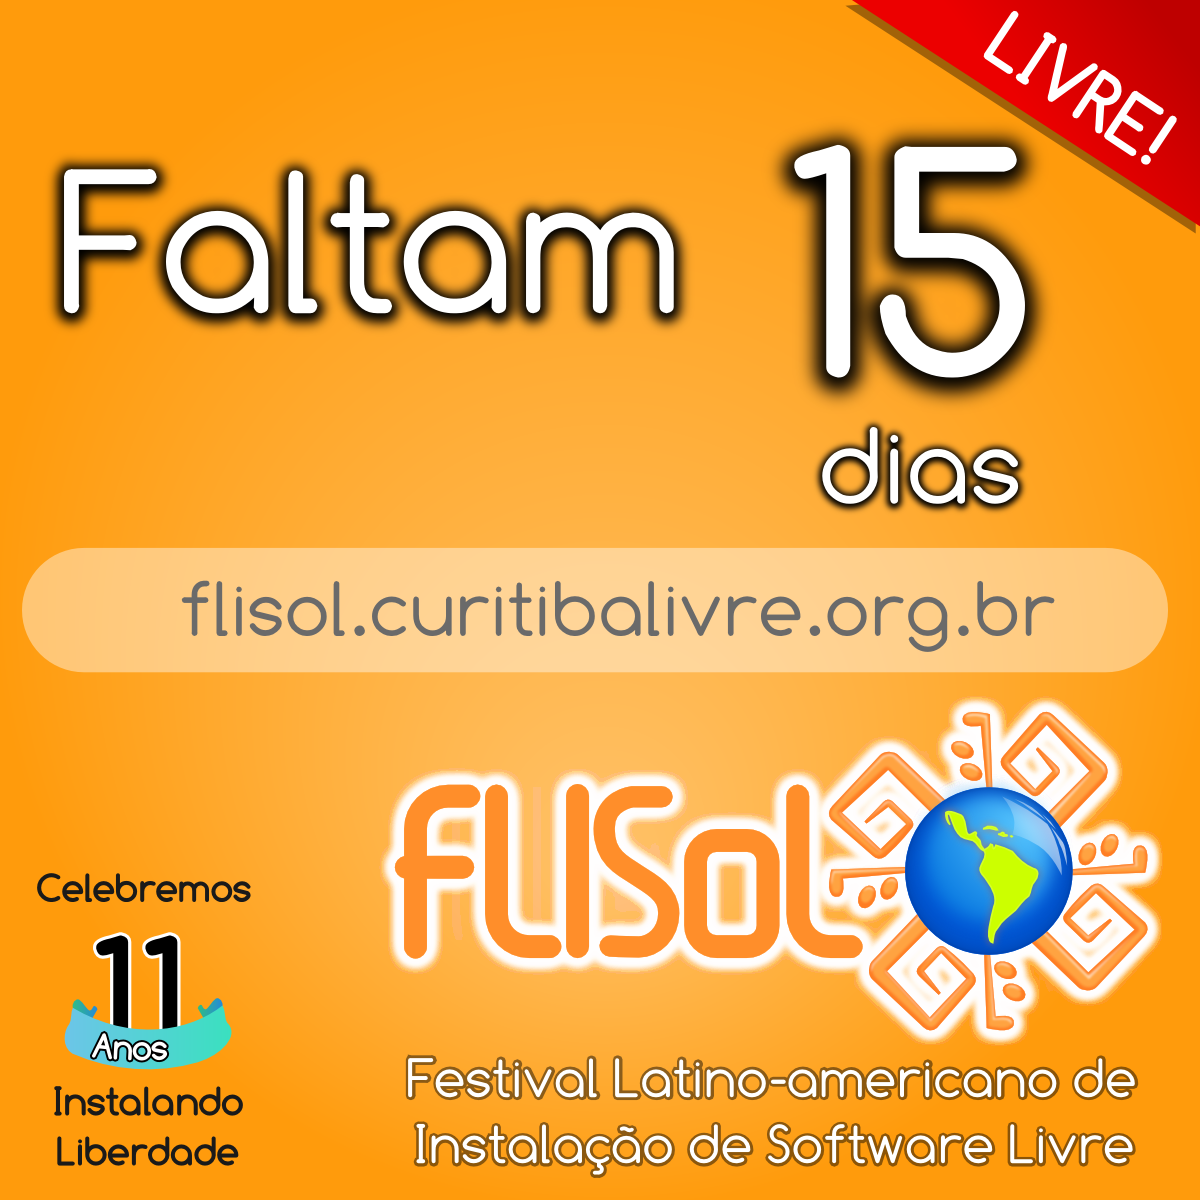 LIVRE!
Faltam 15
dias
flisol.curitibalivre.org.br
FLISol
Celebremos
11
Anos
Instalando
Liberdade
Festival Latino-americano de
Instalação de Software Livre